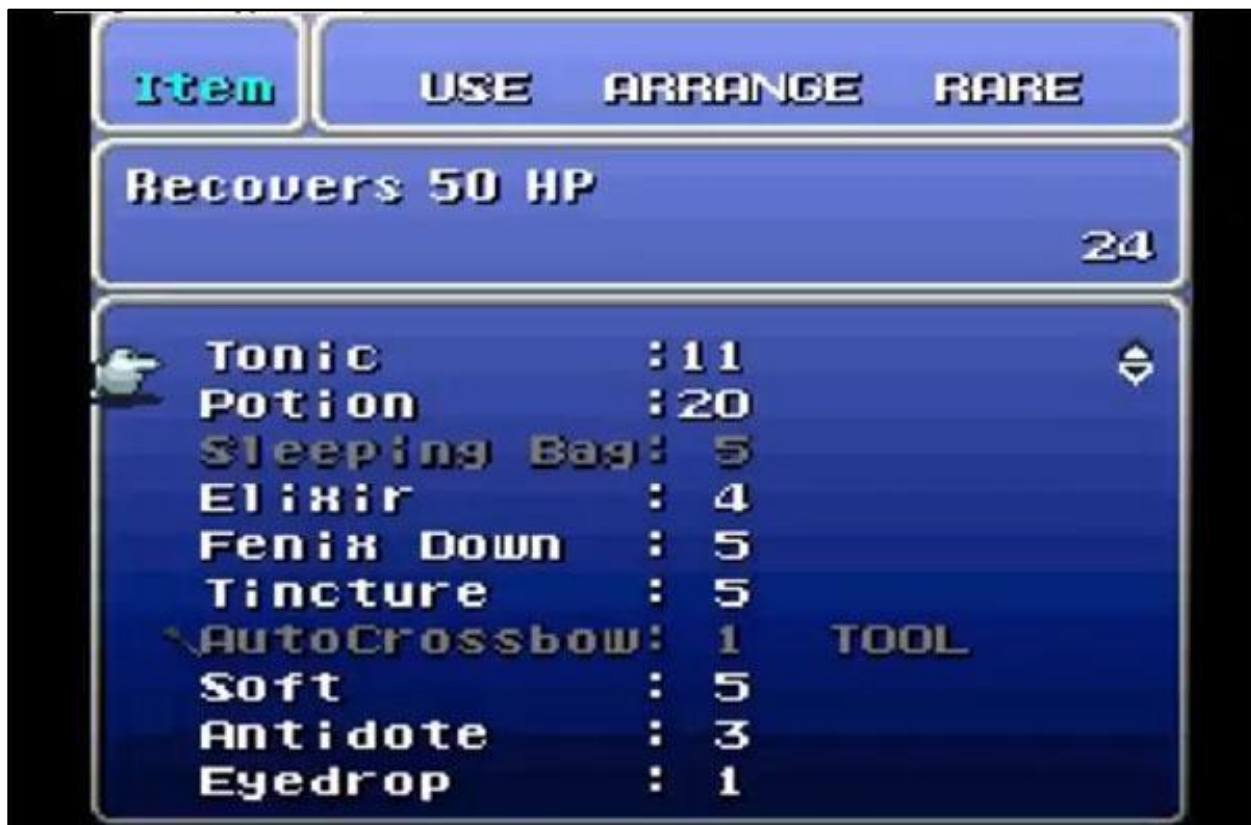 Item USE ARRANGE RARE
Recovers 50 HP
24
Tonic :11
Potion :20
Sleeping Bag: 5
Elixir : 4
Fenix Down : 5
Tincture : 5
AutoCrossbow: 1 TOOL
Soft : 5
Antidote : 3
Eyedrop : 1